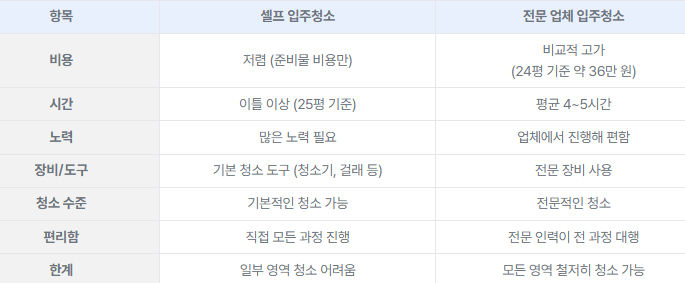 항목 셀프 입주청소 전문 업체 입주청소
비용 저렴 (준비물 비용만) 비교적 고가
(24평 기준 약 36만 원)
시간 이틀 이상 (25평 기준) 평균 4~5시간
노력 많은 노력 필요 업체에서 진행해 편함
장비/도구 기본 청소 도구 (청소기, 걸레 등) 전문 장비 사용
청소 수준 기본적인 청소 가능 전문적인 청소
편리함 직접 모든 과정 진행 전문 인력이 전 과정 대행
한계 일부 영역 청소 어려움 모든 영역 철저히 청소 가능